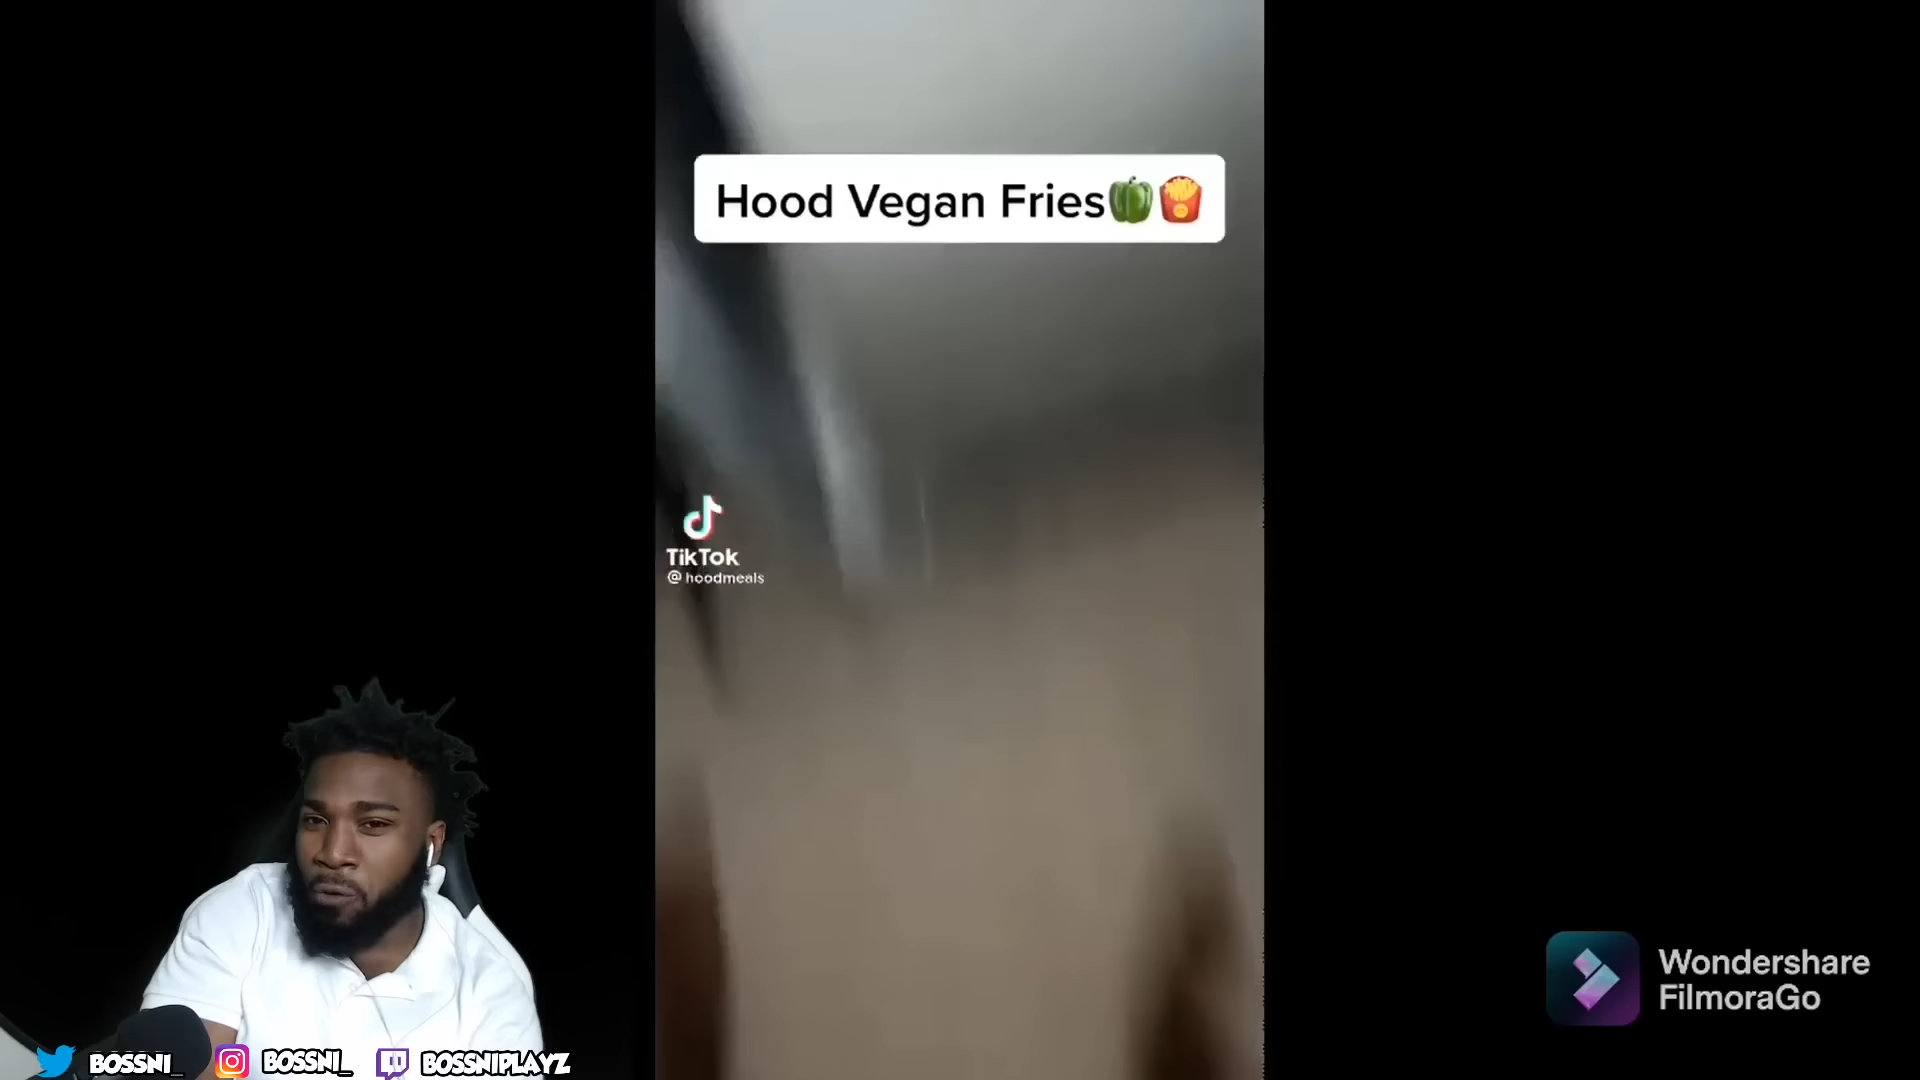 Hood Vegan Fries🫑🍟
TikTok
@hoodmeals
Wondershare
FilmoraGo
BOSSNI_ BOSSNI_ BOSSNIPLAYZ